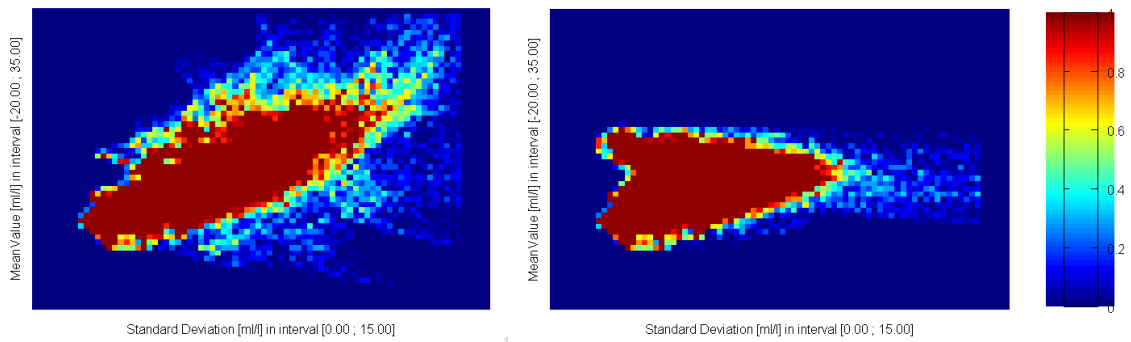 MeanValue [ml/l] in interval [-20.00 ; 35.00]
Standard Deviation [ml/l] in interval [0.00 ; 15.00]
MeanValue [ml/l] in interval [-20.00 ; 35.00]
Standard Deviation [ml/l] in interval [0.00 ; 15.00]
0.8
0.6
0.4
0.2
0